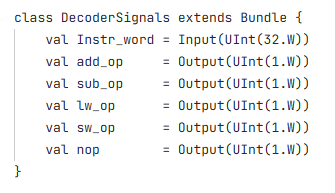 class DecoderSignals extends Bundle {
    val Instr_word = Input(UInt(32.W))
    val add_op     = Output(UInt(1.W))
    val sub_op     = Output(UInt(1.W))
    val lw_op      = Output(UInt(1.W))
    val sw_op      = Output(UInt(1.W))
    val nop        = Output(UInt(1.W))
}